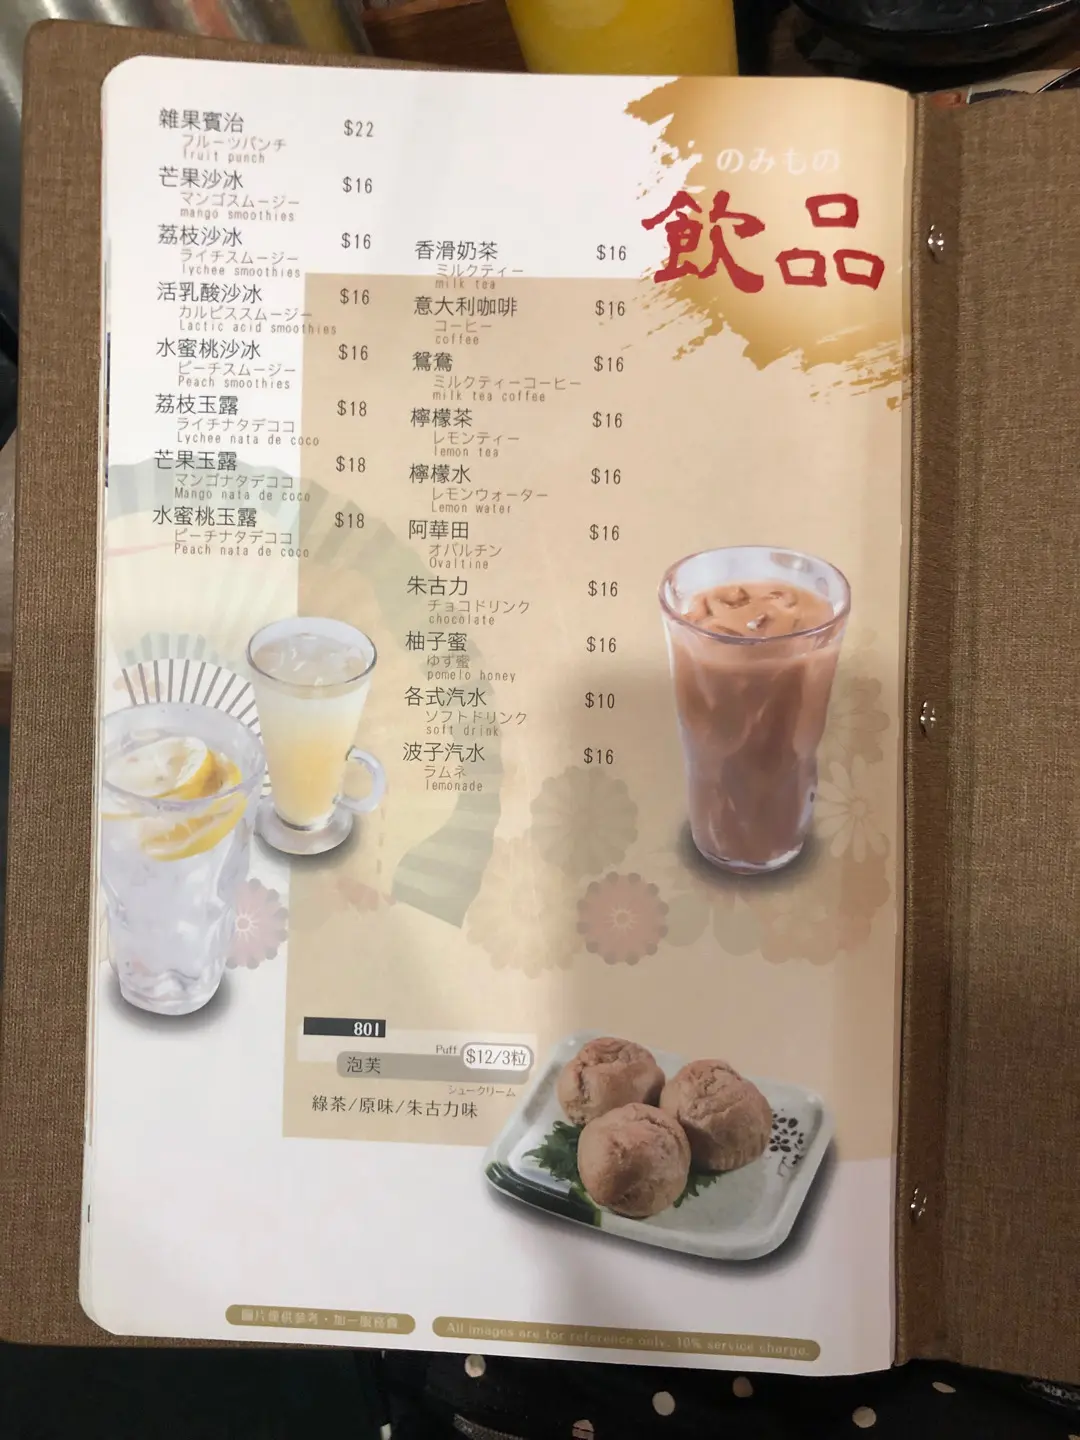 のみもの
飲品
雜果賓治 $22
フルーツパンチ
fruit punch
芒果沙冰 $16
マンゴスムージー
mango smoothies
荔枝沙冰 $16
ライチスムージー
lychee smoothies
活乳酸沙冰 $16
カルピススムージー
Lactic acid smoothies
水蜜桃沙冰 $16
ピーチスムージー
Peach smoothies
荔枝玉露 $18
ライチナタデココ
Lychee nata de coco
芒果玉露 $18
マンゴナタデココ
Mango nata de coco
水蜜桃玉露 $18
ピーチナタデココ
Peach nata de coco
香滑奶茶 $16
ミルクティー
milk tea
意大利咖啡 $16
コーヒー
coffee
鴛鴦 $16
ミルクティーコーヒー
milk tea coffee
檸檬茶 $16
レモンティー
lemon tea
檸檬水 $16
レモンウォーター
Lemon water
阿華田 $16
オバルチン
Ovaltine
朱古力 $16
チョコドリンク
chocolate
柚子蜜 $16
ゆず蜜
pomelo honey
各式汽水 $10
ソフトドリンク
soft drink
波子汽水 $16
ラムネ
lemonade
801
泡芙 Puff $12/3粒
シュークリーム
綠茶/原味/朱古力味
圖片僅供參考·加一服務費
All images are for reference only. 10% service charge.